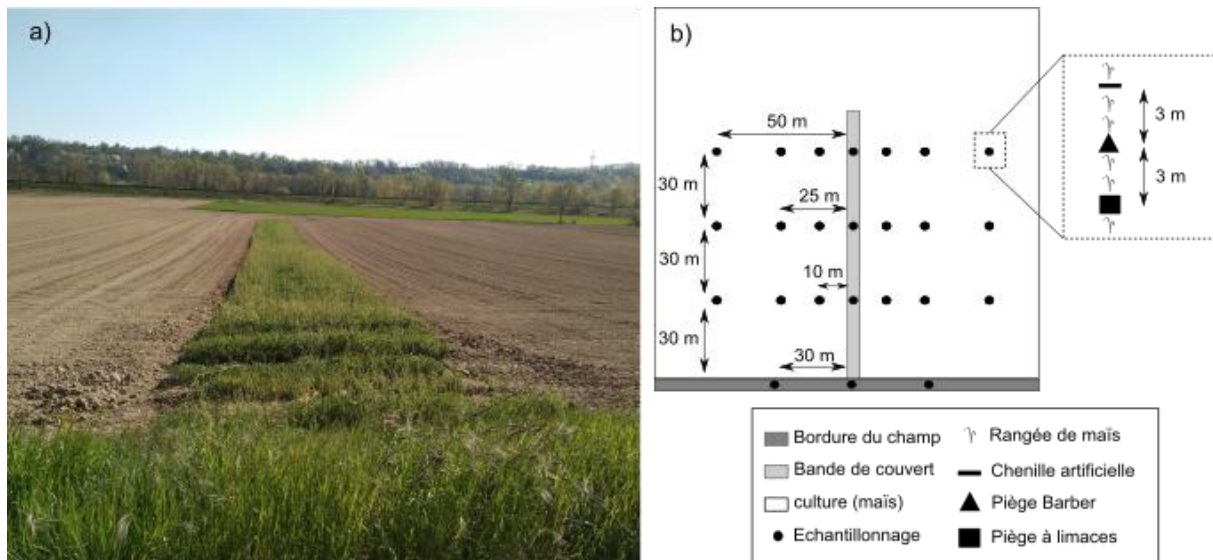 a)
b)
50 m
3 m
3 m
30 m
25 m
30 m
10 m
30 m
30 m
Bordure du champ
Rangée de maïs
Bande de couvert
Chenille artificielle
culture (maïs)
Piège Barber
Echantillonnage
Piège à limaces